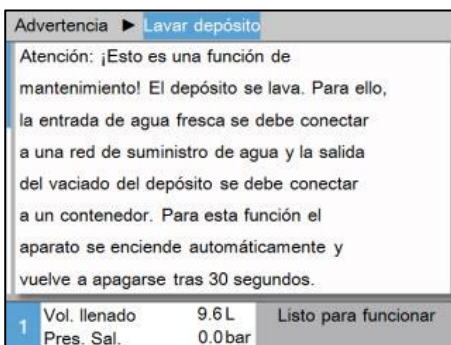 Advertencia ▶ Lavar depósito
Atención: ¡Esto es una función de
mantenimiento! El depósito se lava. Para ello,
la entrada de agua fresca se debe conectar
a una red de suministro de agua y la salida
del vaciado del depósito se debe conectar
a un contenedor. Para esta función el
aparato se enciende automáticamente y
vuelve a apagarse tras 30 segundos.
1 Vol. llenado 9.6 L Listo para funcionar
Pres. Sal. 0.0 bar